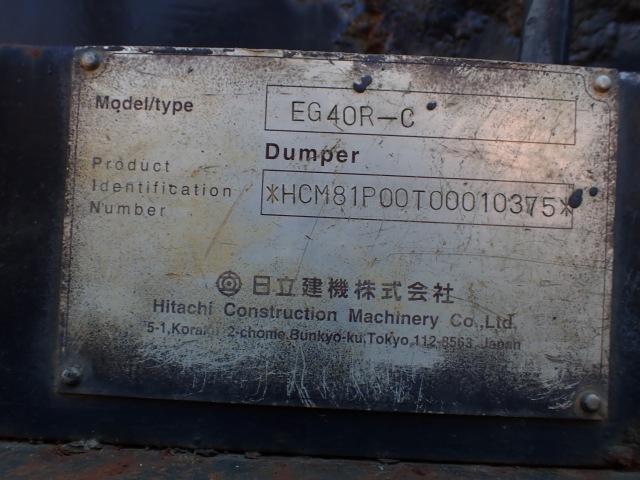 Model/type EG40R-C
Dumper
Product
Identification
Number
*HCM81P00T00010375*
日立建機株式会社
Hitachi Construction Machinery Co., Ltd.
5-1, 2-chome, Bunkyo-ku, Tokyo, 112-8563, Japan